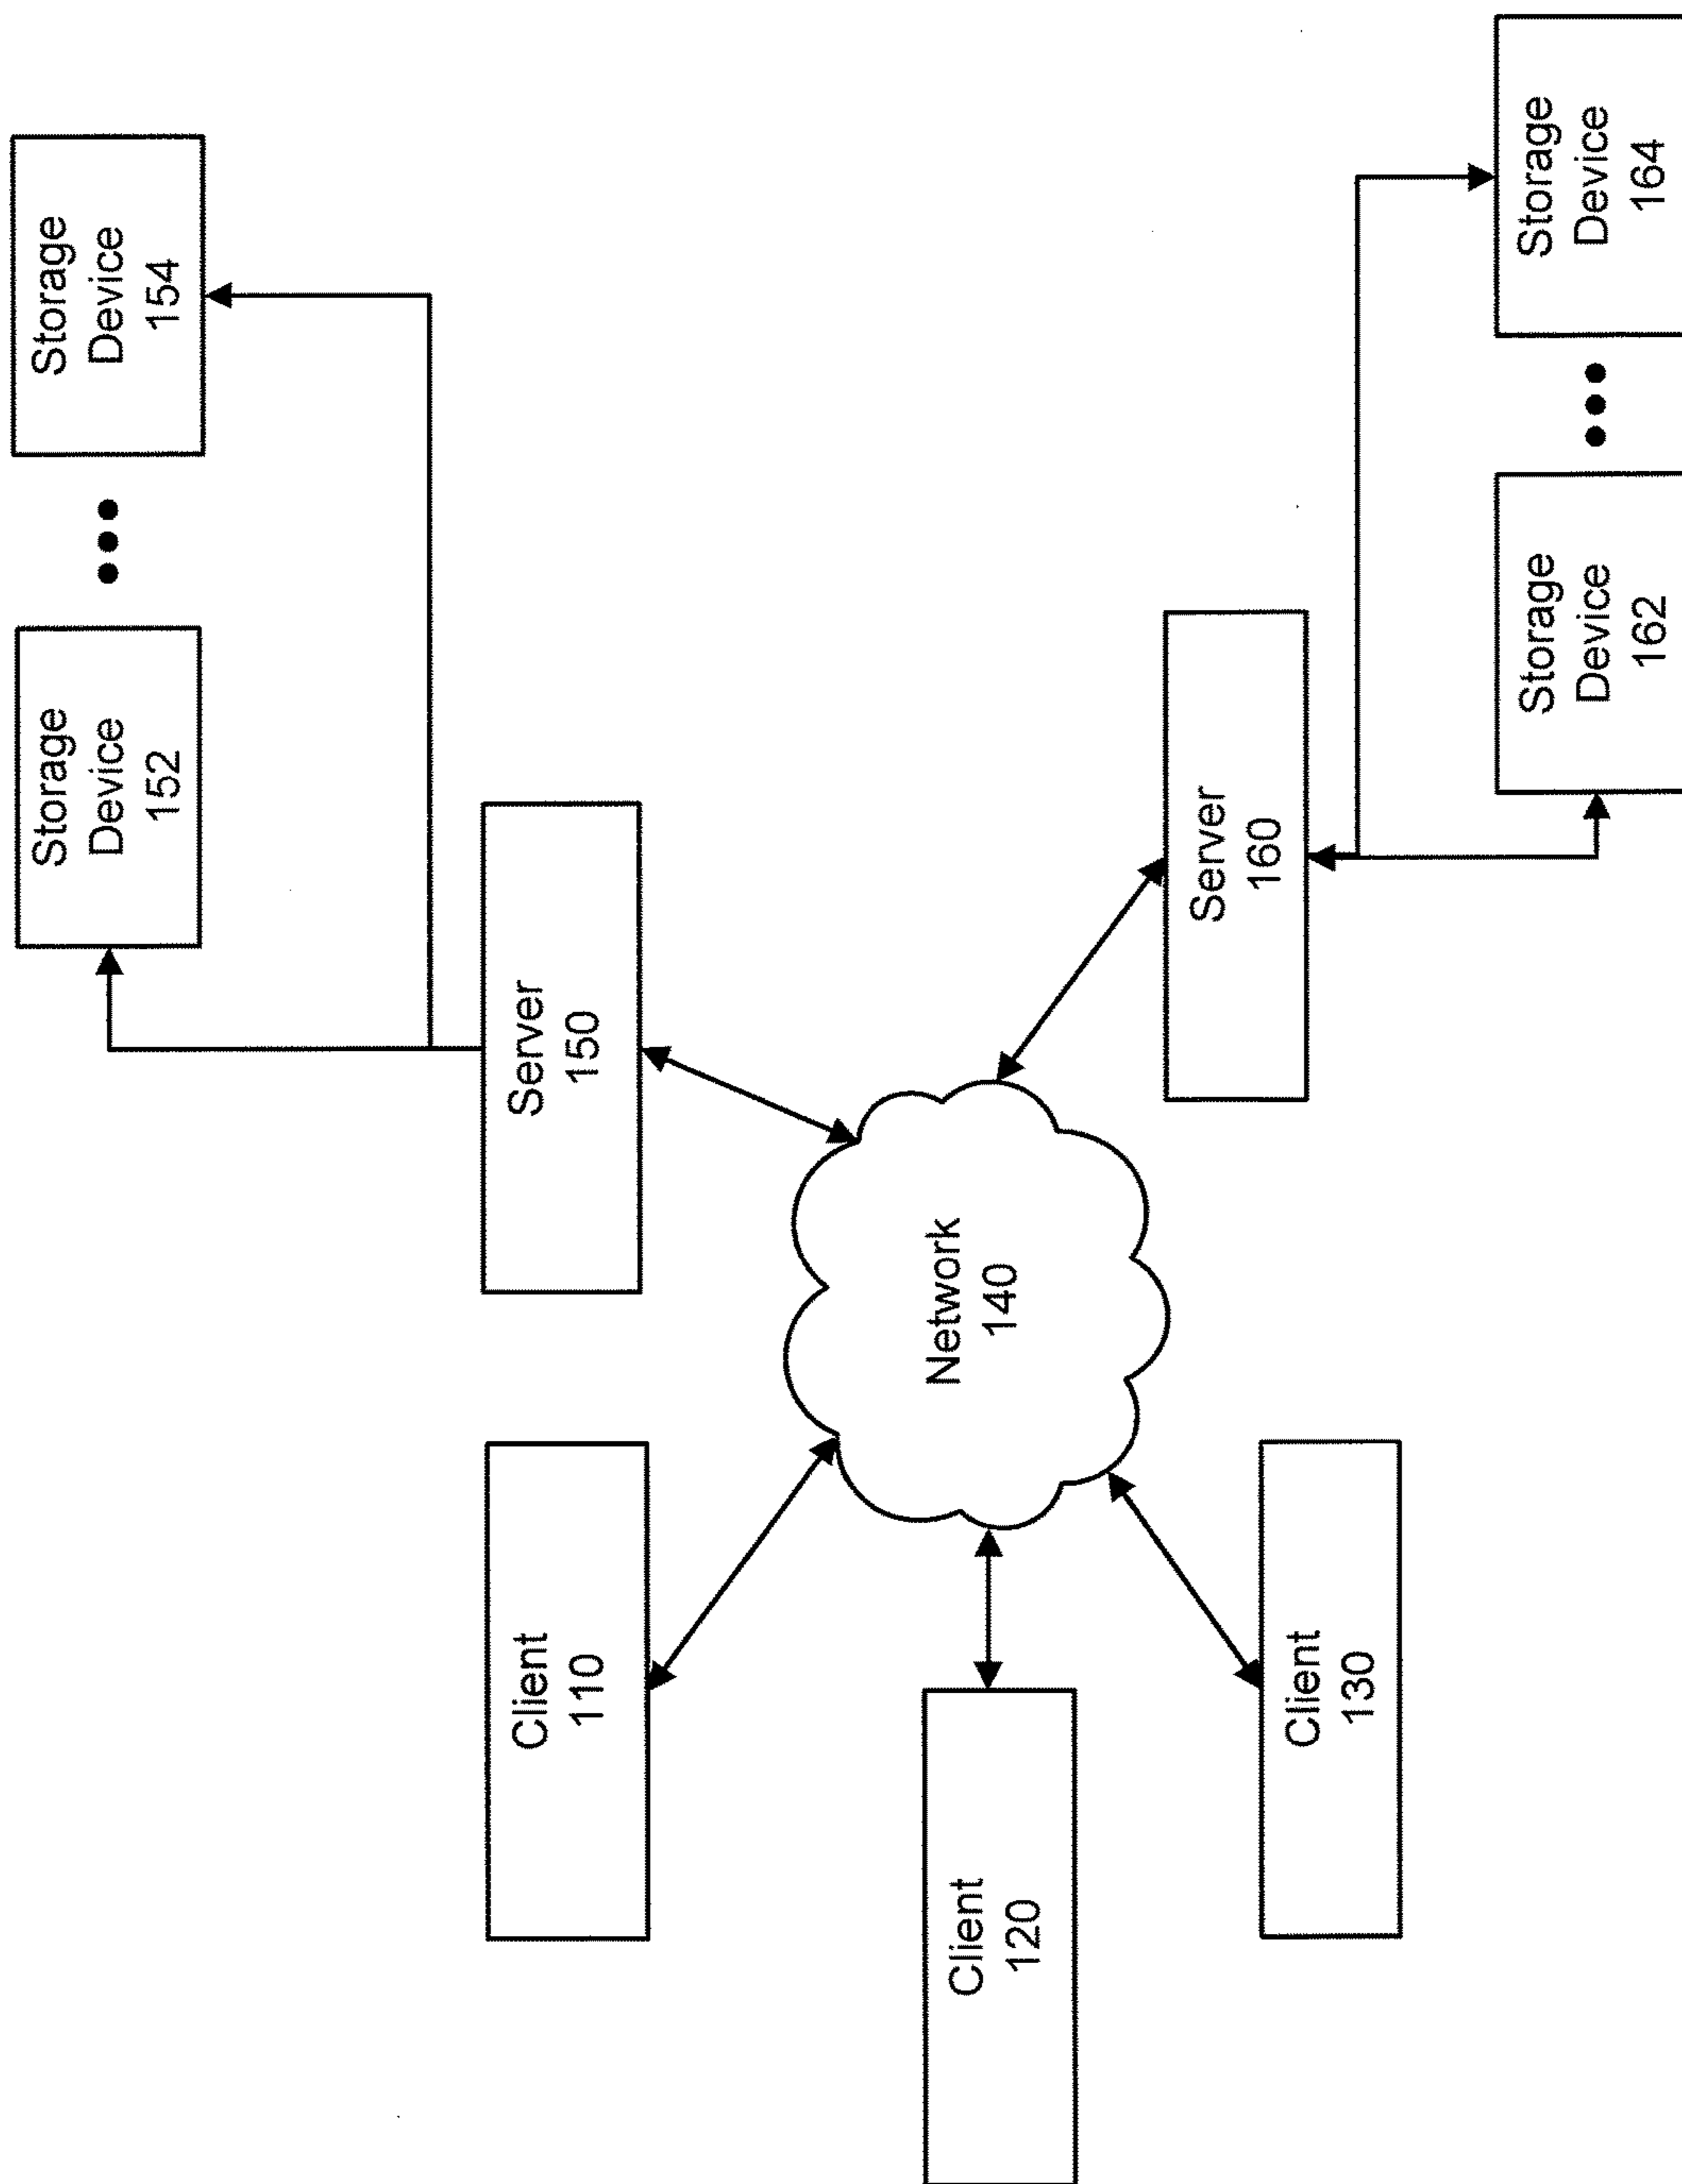 Storage
Device
152
Storage
Device
154
Server
150
Client
110
Network
140
Client
120
Server
160
Client
130
Storage
Device
162
Storage
Device
164